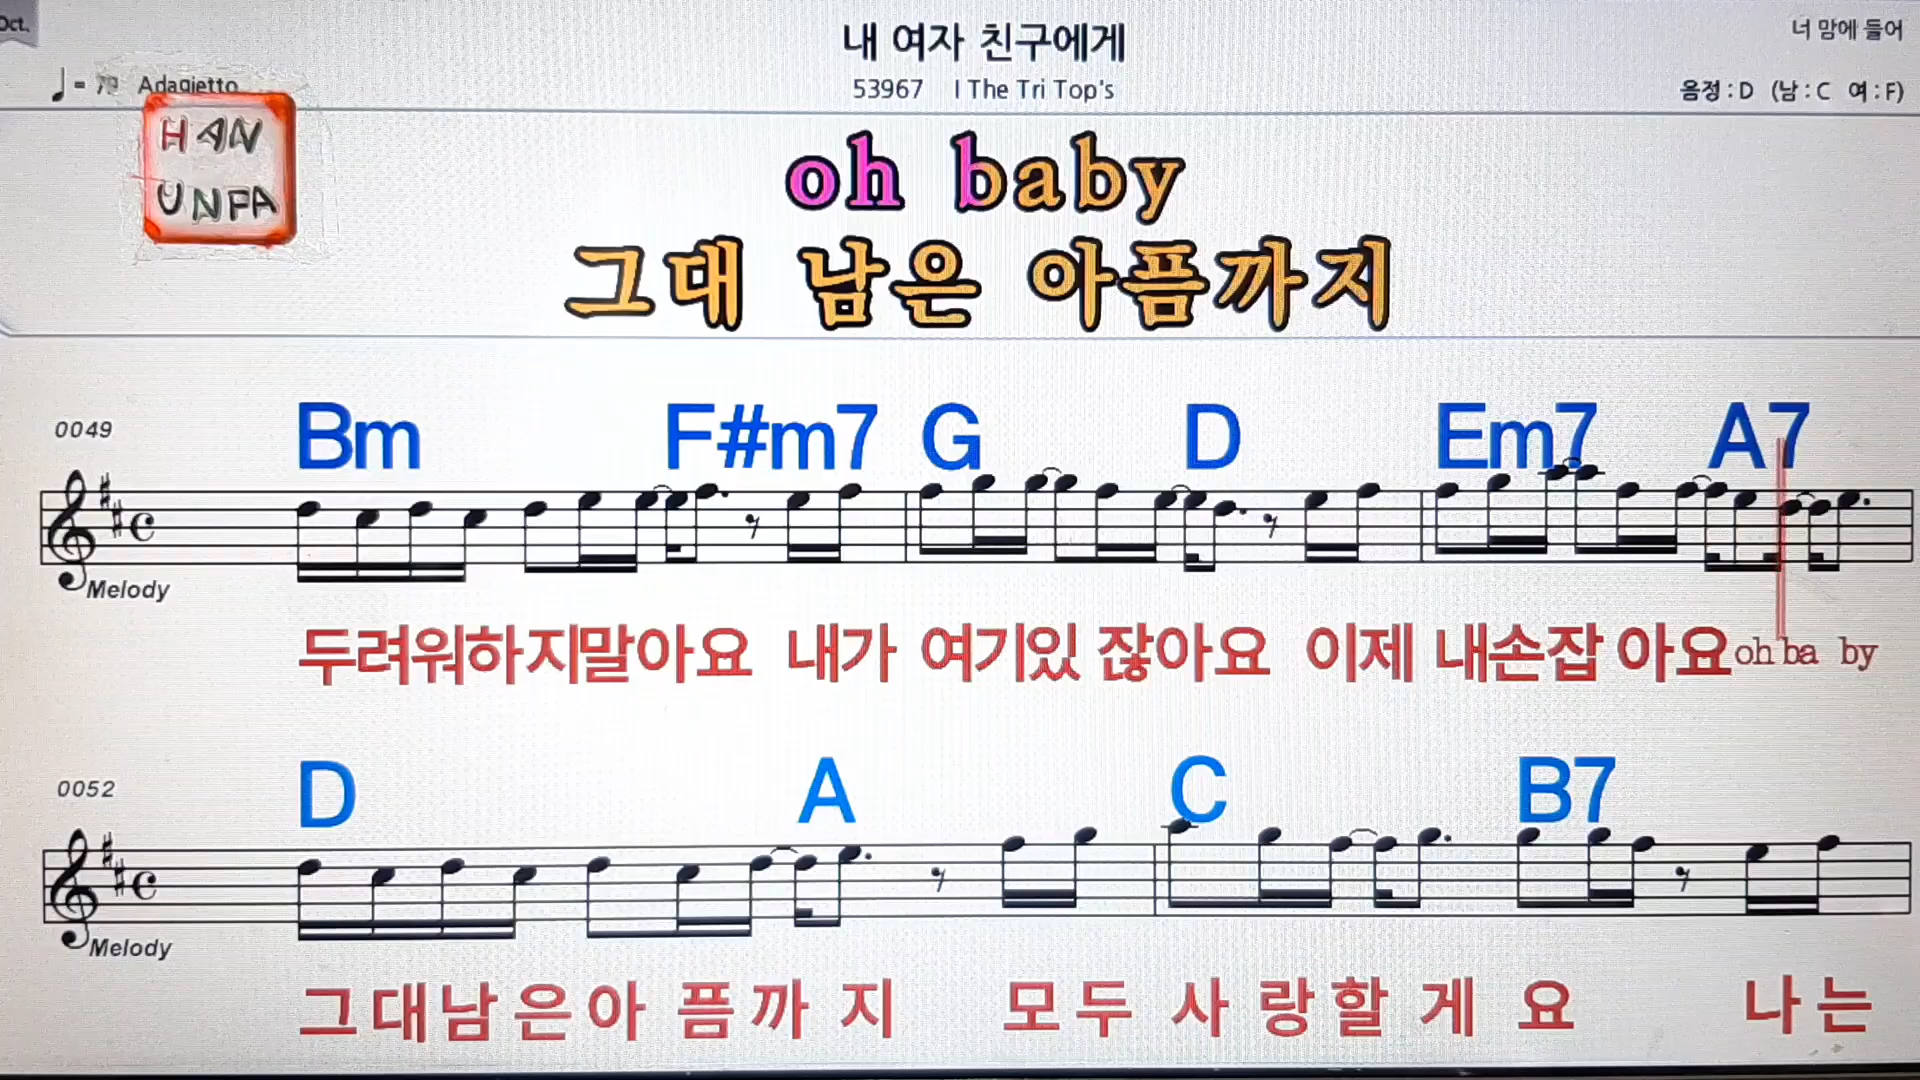 Oct.
내 여자 친구에게
너 맘에 들어
♩= 79 Adagietto
53967 I The Tri Top's
음정 : D (남 : C 여 : F)
HAN
UNFA
oh baby
그대 남은 아픔까지
0049
Bm F#m7 G D Em7 A7
Melody
두려워하지말아요 내가 여기있 잖아요 이제 내손잡 아요oh ba by
0052
D A C B7
Melody
그대남은아 픔까 지 모두 사 랑할 게 요 나는